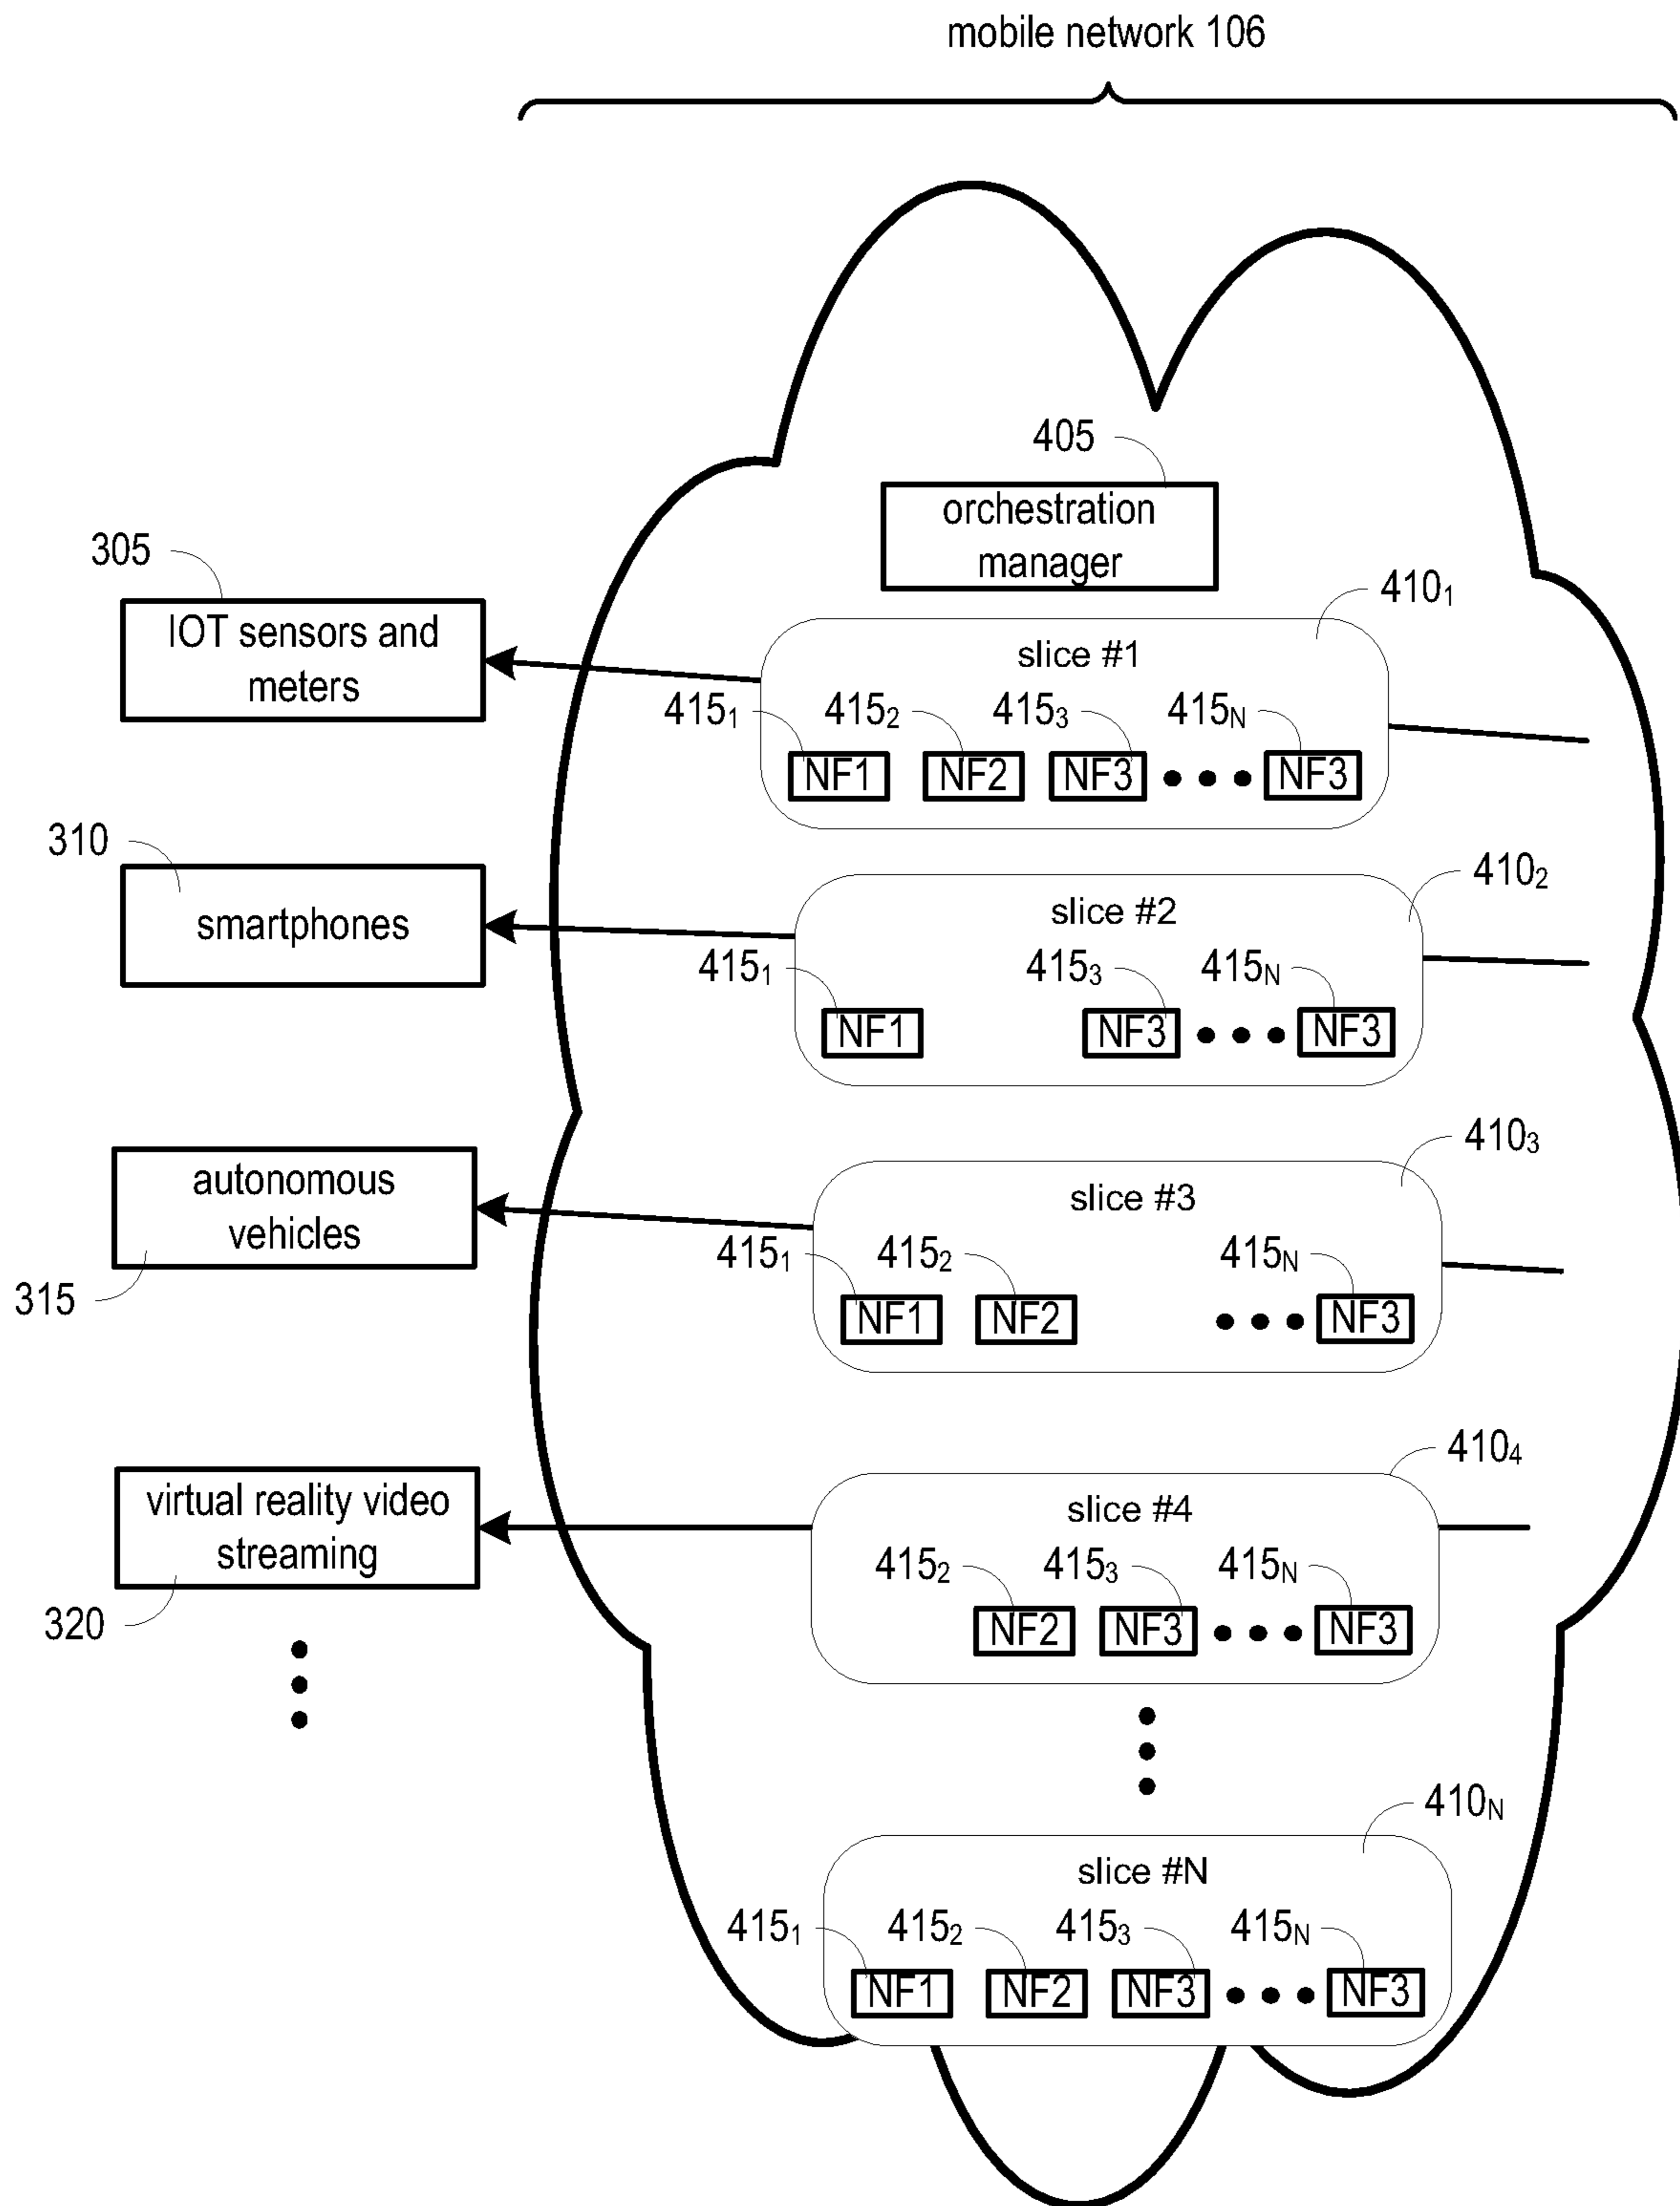 mobile network 106
405
orchestration
manager
305
IOT sensors and
meters
410₁
slice #1
415₁ 415₂ 415₃ 415N
NF1 NF2 NF3 NF3
310
smartphones
410₂
slice #2
415₁ 415₃ 415N
NF1 NF3 NF3
autonomous
vehicles
315
410₃
slice #3
415₁ 415₂ 415N
NF1 NF2 NF3
virtual reality video
streaming
320
410₄
slice #4
415₂ 415₃ 415N
NF2 NF3 NF3
410N
slice #N
415₁ 415₂ 415₃ 415N
NF1 NF2 NF3 NF3